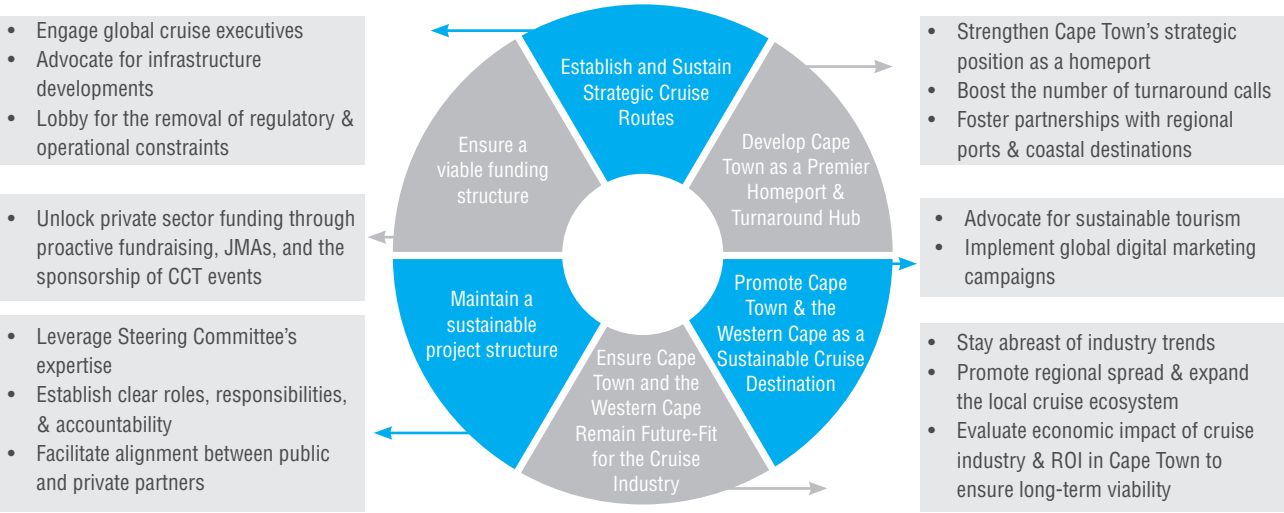 • Engage global cruise executives
• Advocate for infrastructure
developments
• Lobby for the removal of regulatory &
operational constraints
• Unlock private sector funding through
proactive fundraising, JMAs, and the
sponsorship of CCT events
• Leverage Steering Committee’s
expertise
• Establish clear roles, responsibilities,
& accountability
• Facilitate alignment between public
and private partners
Establish and Sustain
Strategic Cruise
Routes
Develop Cape
Town as a Premier
Homeport &
Turnaround Hub
Promote Cape
Town & the
Western Cape as a
Sustainable Cruise
Destination
Ensure Cape
Town and the
Western Cape
Remain Future-Fit
for the Cruise
Industry
Maintain a
sustainable
project structure
Ensure a
viable funding
structure
• Strengthen Cape Town’s strategic
position as a homeport
• Boost the number of turnaround calls
• Foster partnerships with regional
ports & coastal destinations
• Advocate for sustainable tourism
• Implement global digital marketing
campaigns
• Stay abreast of industry trends
• Promote regional spread & expand
the local cruise ecosystem
• Evaluate economic impact of cruise
industry & ROI in Cape Town to
ensure long-term viability